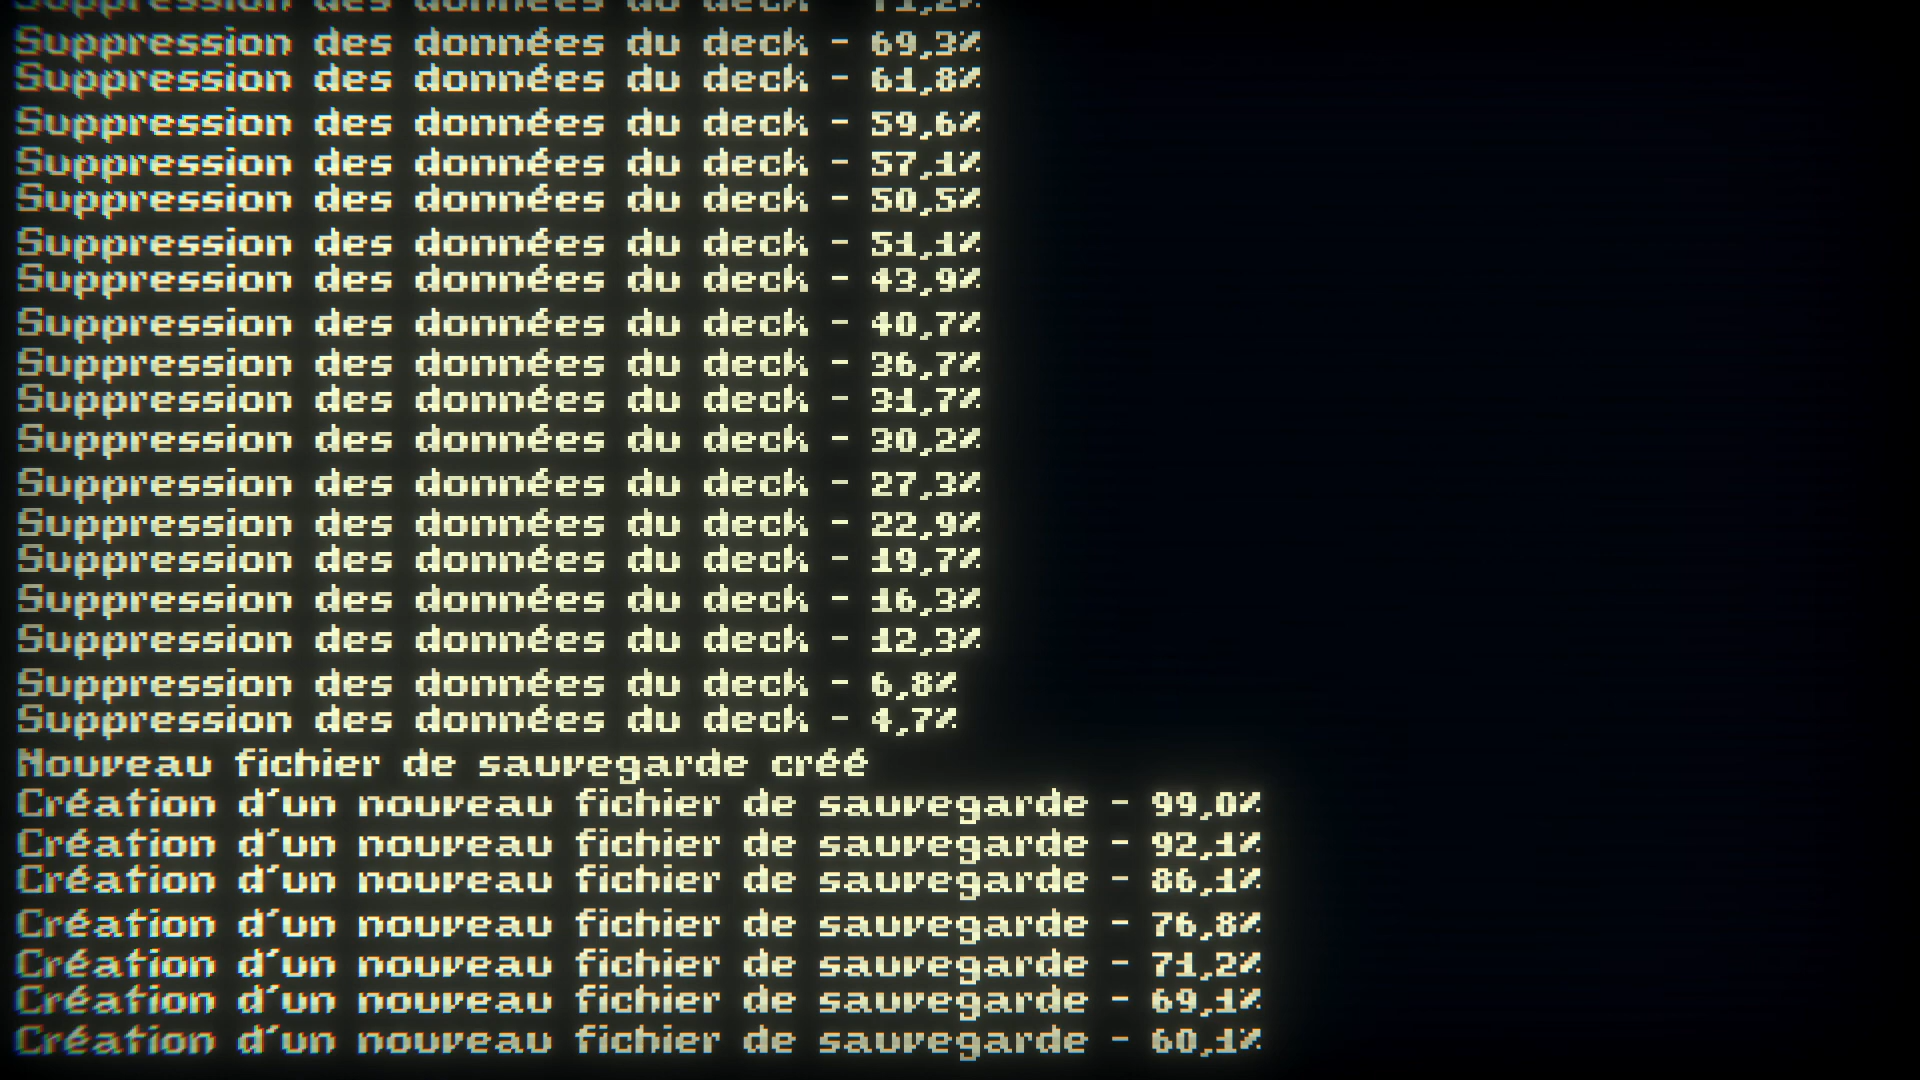 Suppression des données du deck - 71,2%
Suppression des données du deck - 69,3%
Suppression des données du deck - 61,8%
Suppression des données du deck - 59,6%
Suppression des données du deck - 57,1%
Suppression des données du deck - 50,5%
Suppression des données du deck - 51,1%
Suppression des données du deck - 43,9%
Suppression des données du deck - 40,7%
Suppression des données du deck - 36,7%
Suppression des données du deck - 31,7%
Suppression des données du deck - 30,2%
Suppression des données du deck - 27,3%
Suppression des données du deck - 22,9%
Suppression des données du deck - 19,7%
Suppression des données du deck - 16,3%
Suppression des données du deck - 12,3%
Suppression des données du deck - 6,8%
Suppression des données du deck - 4,7%
Nouveau fichier de sauvegarde créé
Création d'un nouveau fichier de sauvegarde - 99,0%
Création d'un nouveau fichier de sauvegarde - 92,1%
Création d'un nouveau fichier de sauvegarde - 86,1%
Création d'un nouveau fichier de sauvegarde - 76,8%
Création d'un nouveau fichier de sauvegarde - 71,2%
Création d'un nouveau fichier de sauvegarde - 69,1%
Création d'un nouveau fichier de sauvegarde - 60,1%